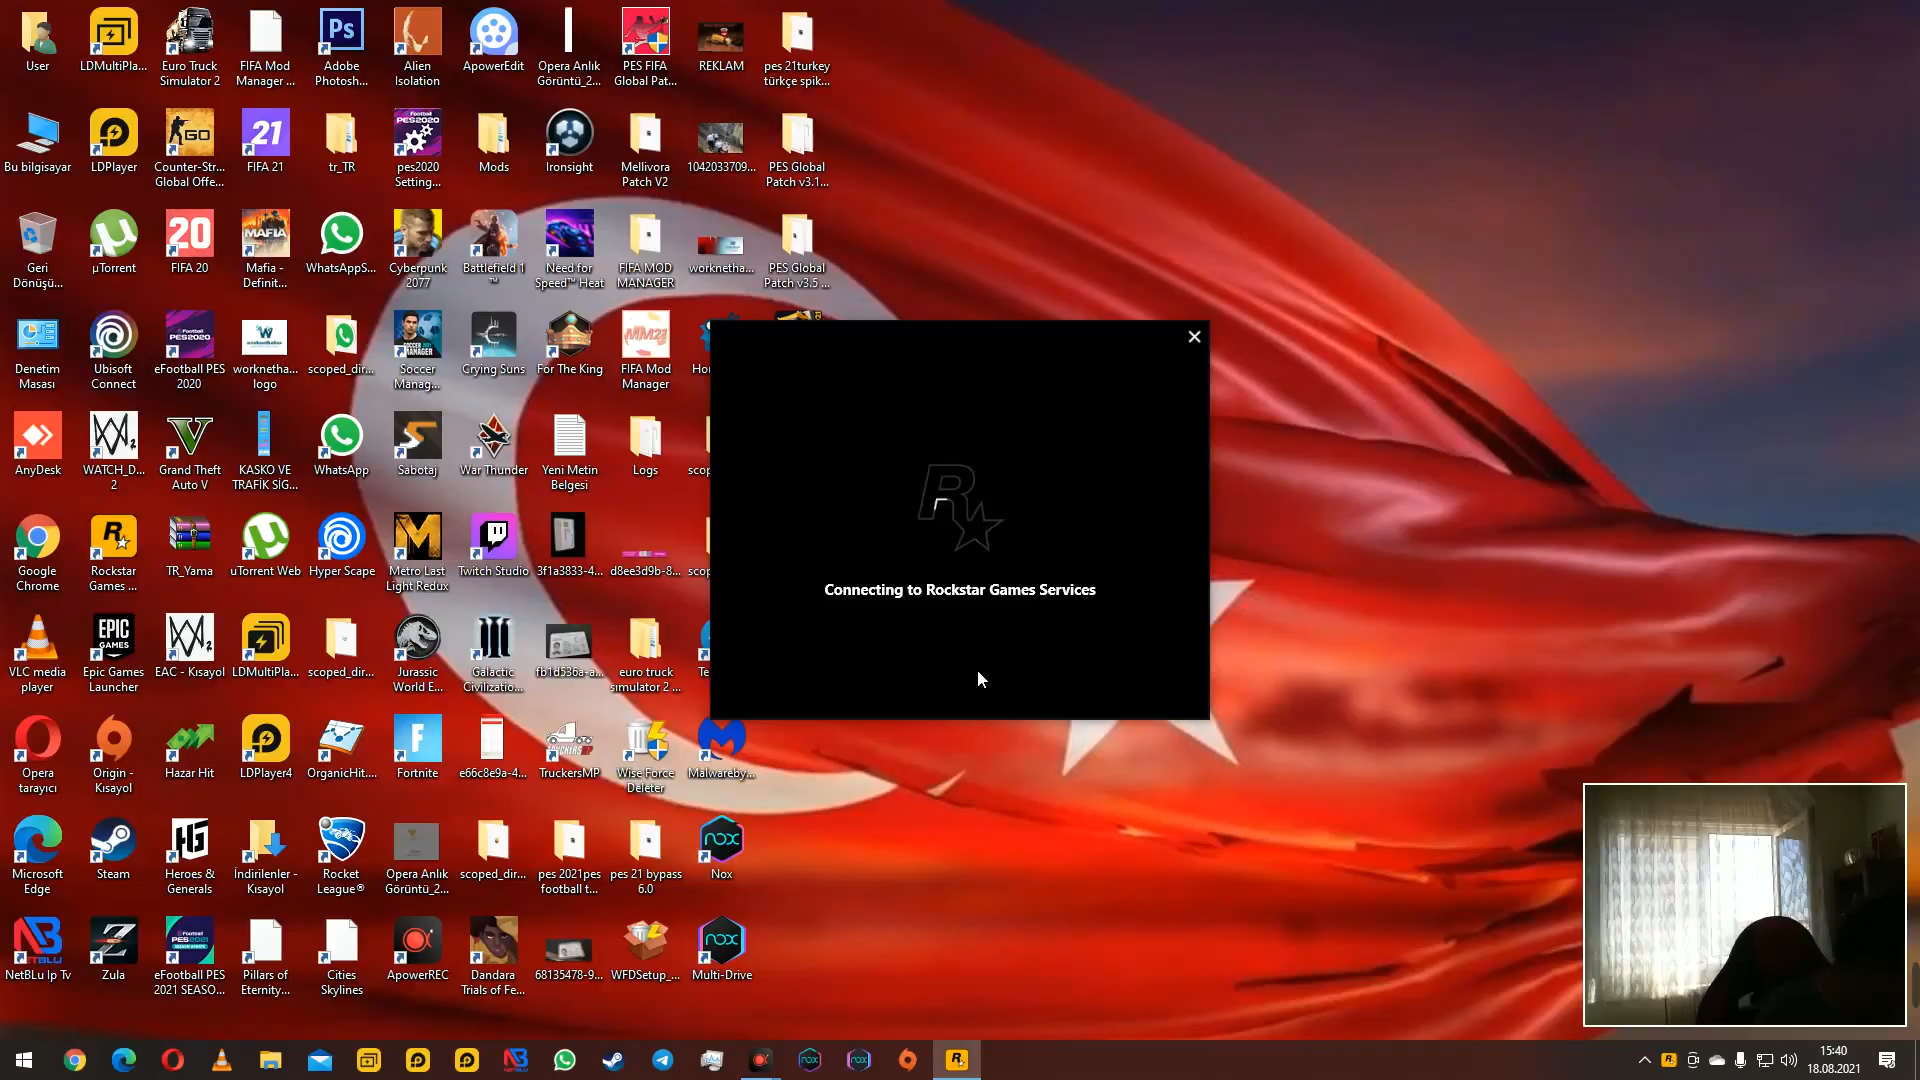 User
LDMultiPla...
Euro Truck
Simulator 2
FIFA Mod
Manager ...
Adobe
Photosh...
Alien
Isolation
ApowerEdit
Opera Anlık
Görüntü_2...
PES FIFA
Global Pat...
REKLAM
pes 21turkey
türkçe spik...
Bu bilgisayar
LDPlayer
Counter-Str...
Global Offe...
FIFA 21
tr_TR
pes2020
Setting...
Mods
Ironsight
Mellivora
Patch V2
1042033709...
PES Global
Patch v3.1...
Geri
Dönüşü...
µTorrent
FIFA 20
Mafia -
Definit...
WhatsAppS...
Cyberpunk
2077
Battlefield 1
™
Need for
Speed™ Heat
FIFA MOD
MANAGER
worknetha...
PES Global
Patch v3.5 ...
Denetim
Masası
Ubisoft
Connect
eFootball PES
2020
worknetha...
logo
scoped_dir...
Soccer
Manag...
Crying Suns
For The King
FIFA Mod
Manager
Hor
AnyDesk
WATCH_D...
2
Grand Theft
Auto V
KASKO VE
TRAFİK SİG...
WhatsApp
Sabotaj
War Thunder
Yeni Metin
Belgesi
Logs
scop
Google
Chrome
Rockstar
Games ...
TR_Yama
uTorrent Web
Hyper Scape
Metro Last
Light Redux
Twitch Studio
3f1a3833-4...
d8ee3d9b-8...
scop
Connecting to Rockstar Games Services
VLC media
player
Epic Games
Launcher
EAC - Kısayol
LDMultiPla...
scoped_dir...
Jurassic
World E...
Galactic
Civilizatio...
fb1d536a-a...
euro truck
sımulator 2 ...
Te
Opera
tarayıcı
Origin -
Kısayol
Hazar Hit
LDPlayer4
OrganicHit....
Fortnite
e66c8e9a-4...
TruckersMP
Wise Force
Deleter
Malwareby...
Microsoft
Edge
Steam
Heroes &
Generals
İndirilenler -
Kısayol
Rocket
League®
Opera Anlık
Görüntü_2...
scoped_dir...
pes 2021pes
football t...
pes 21 bypass
6.0
Nox
NetBLu Ip Tv
Zula
eFootball PES
2021 SEASO...
Pillars of
Eternity...
Cities
Skylines
ApowerREC
Dandara
Trials of Fe...
68135478-9...
WFDSetup_...
Multi-Drive
15:40
18.08.2021